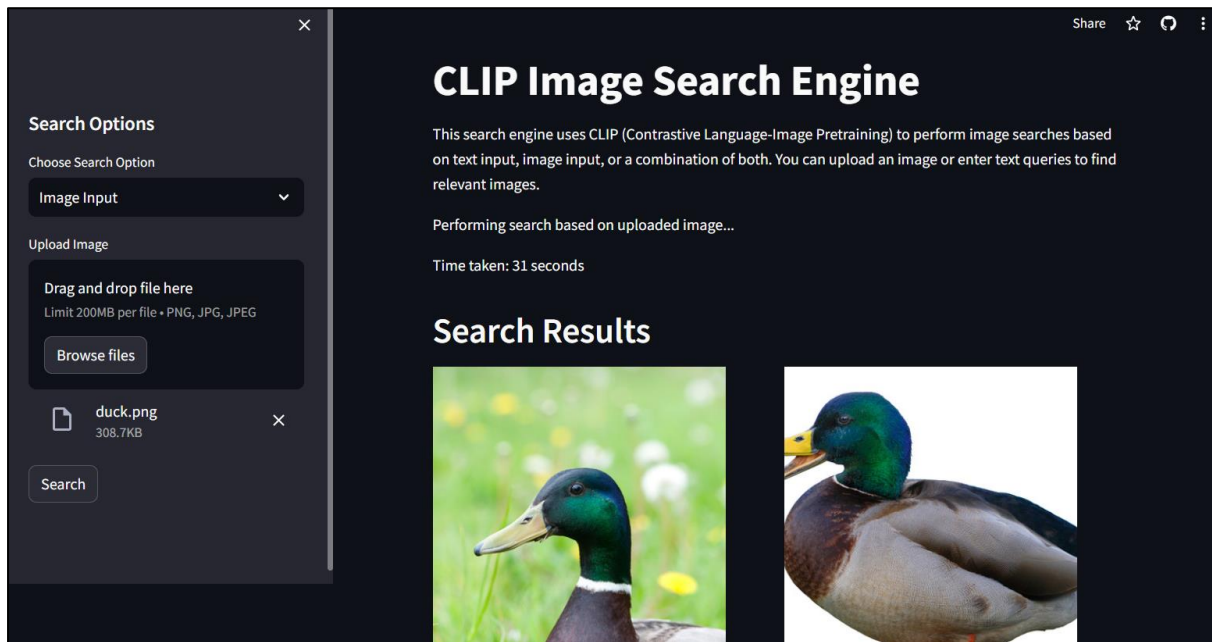 Search Options
Choose Search Option
Image Input
Upload Image
Drag and drop file here
Limit 200MB per file • PNG, JPG, JPEG
Browse files
duck.png
308.7KB
Search
Share
CLIP Image Search Engine
This search engine uses CLIP (Contrastive Language-Image Pretraining) to perform image searches based
on text input, image input, or a combination of both. You can upload an image or enter text queries to find
relevant images.
Performing search based on uploaded image...
Time taken: 31 seconds
Search Results